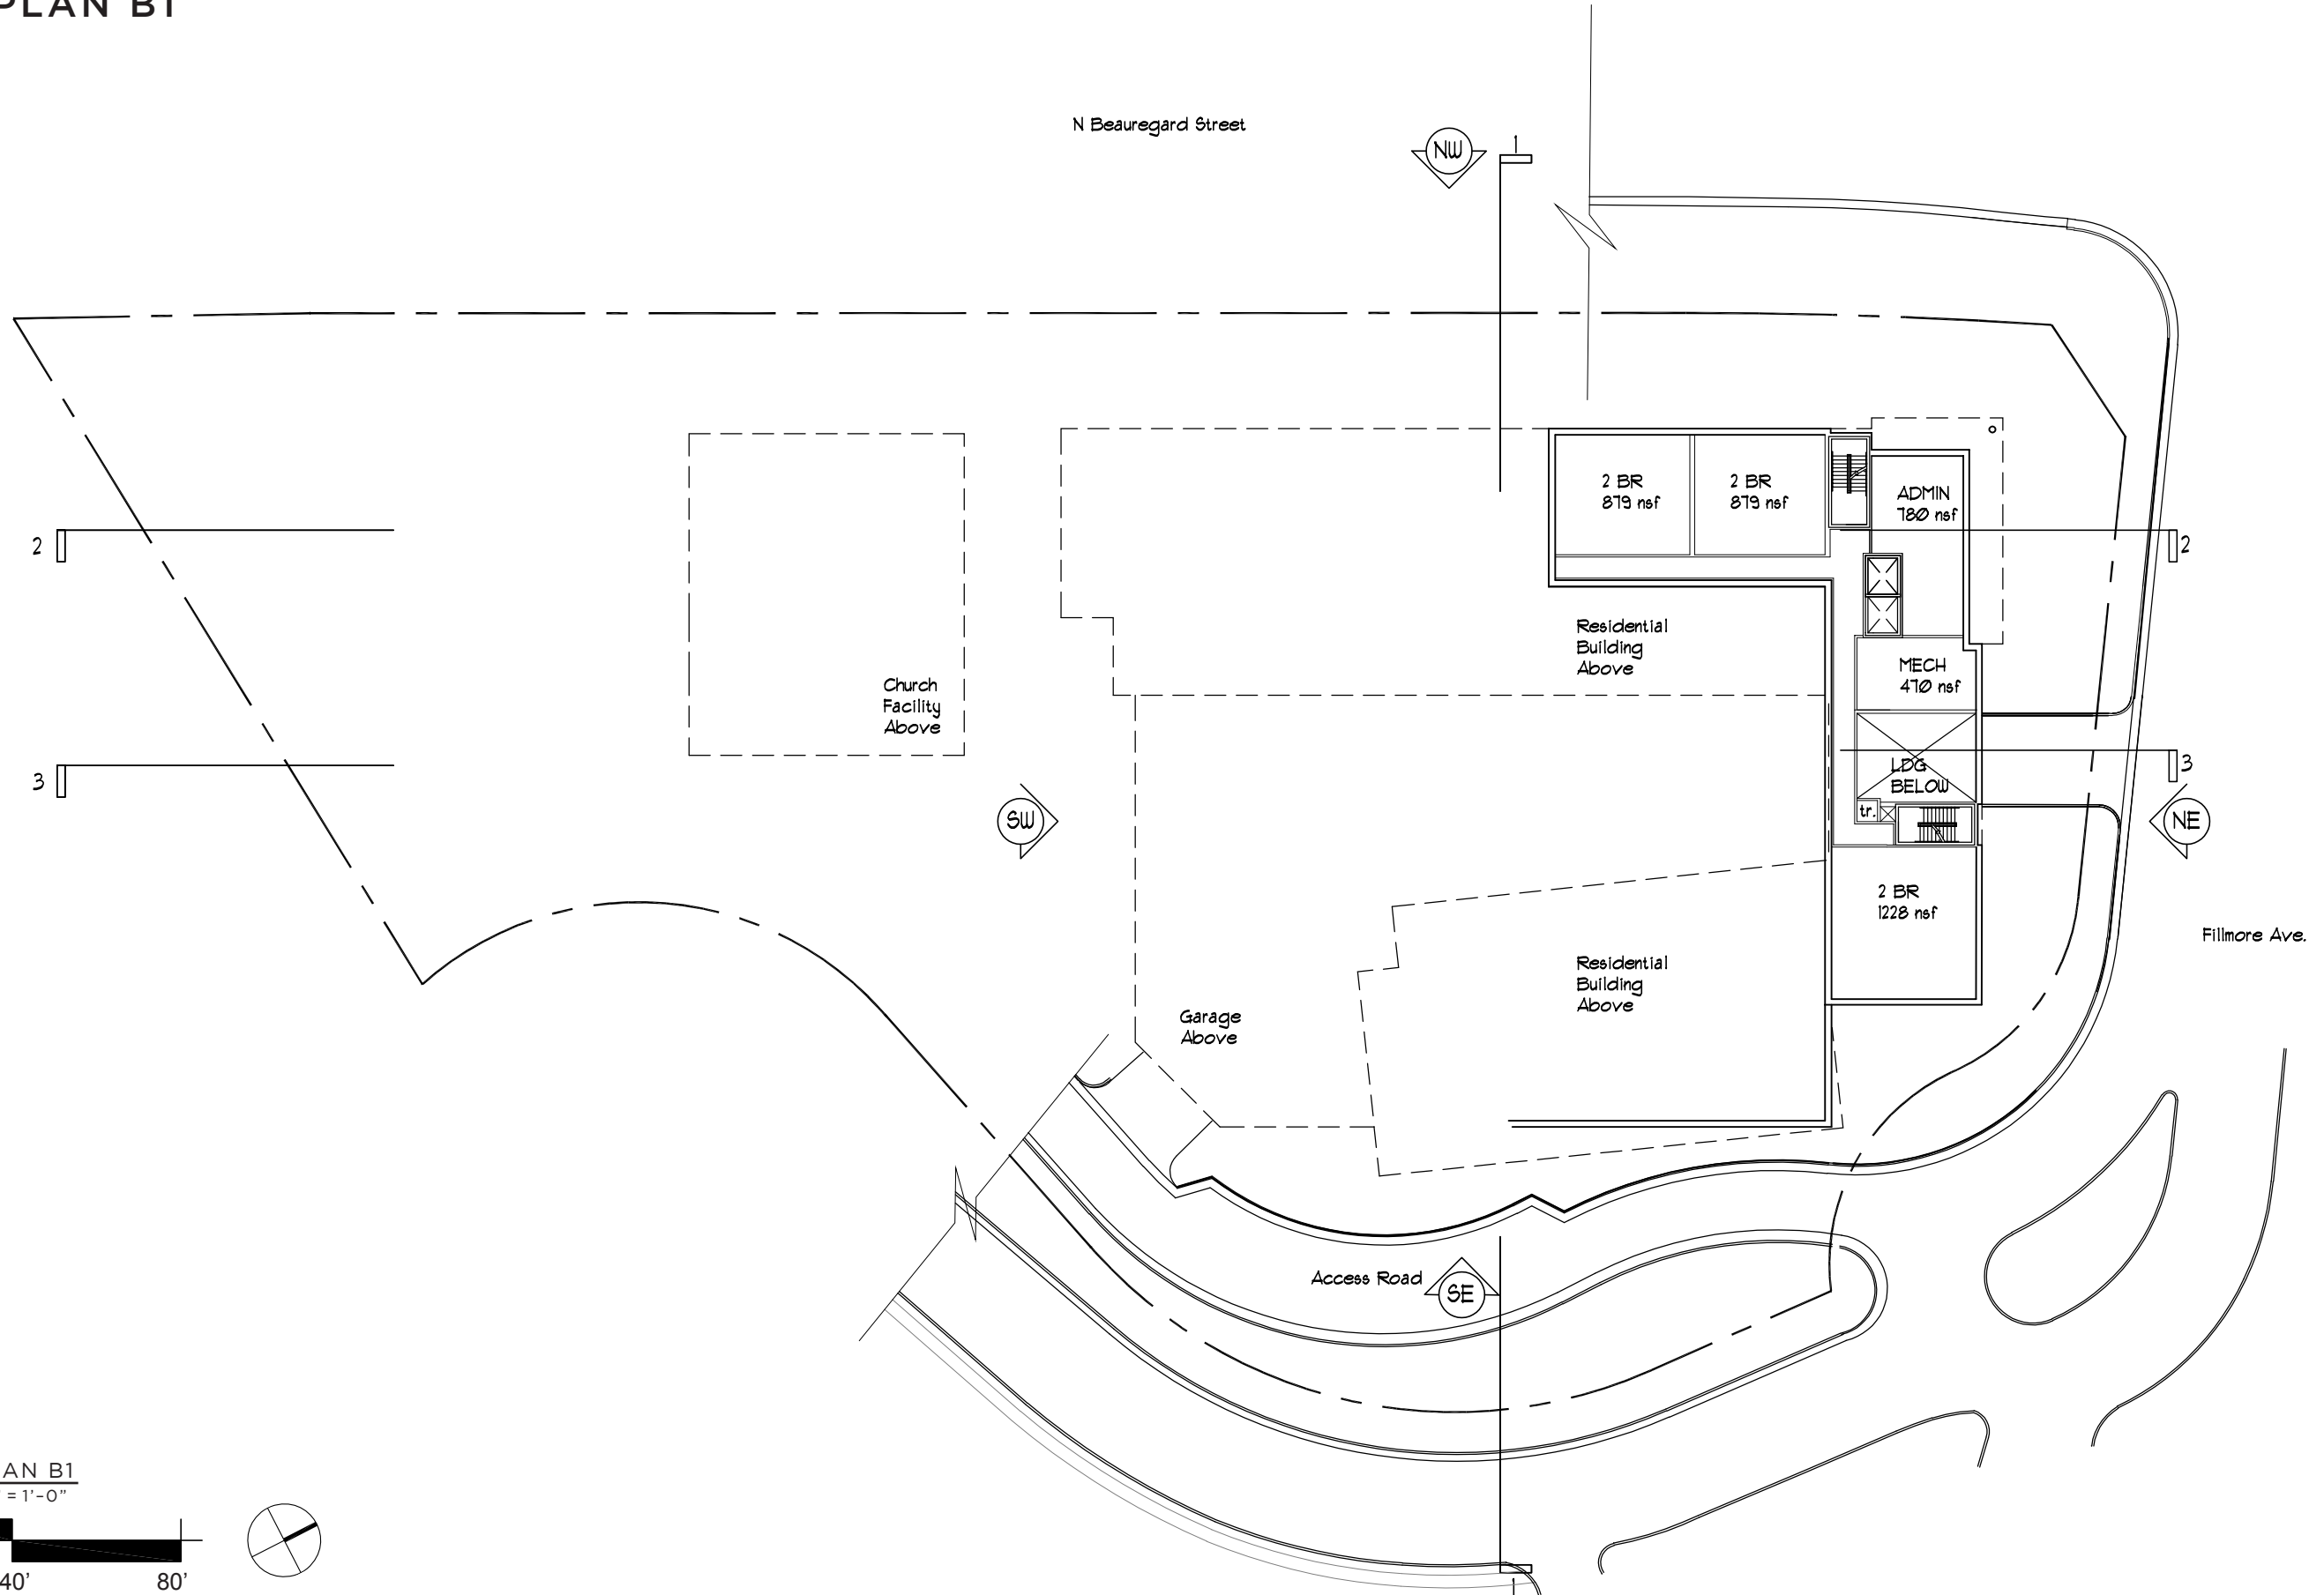 PLAN B1
N Beauregard Street
NW
1
2 BR
879 nsf
2 BR
879 nsf
ADMIN
780 nsf
2
2
Residential
Building
Above
MECH
470 nsf
Church
Facility
Above
3
3
LDG
BELOW
tr.
SW
NE
2 BR
1228 nsf
Fillmore Ave.
Residential
Building
Above
Garage
Above
Access Road
SE
AN B1
= 1'-0"
40'
80'
1